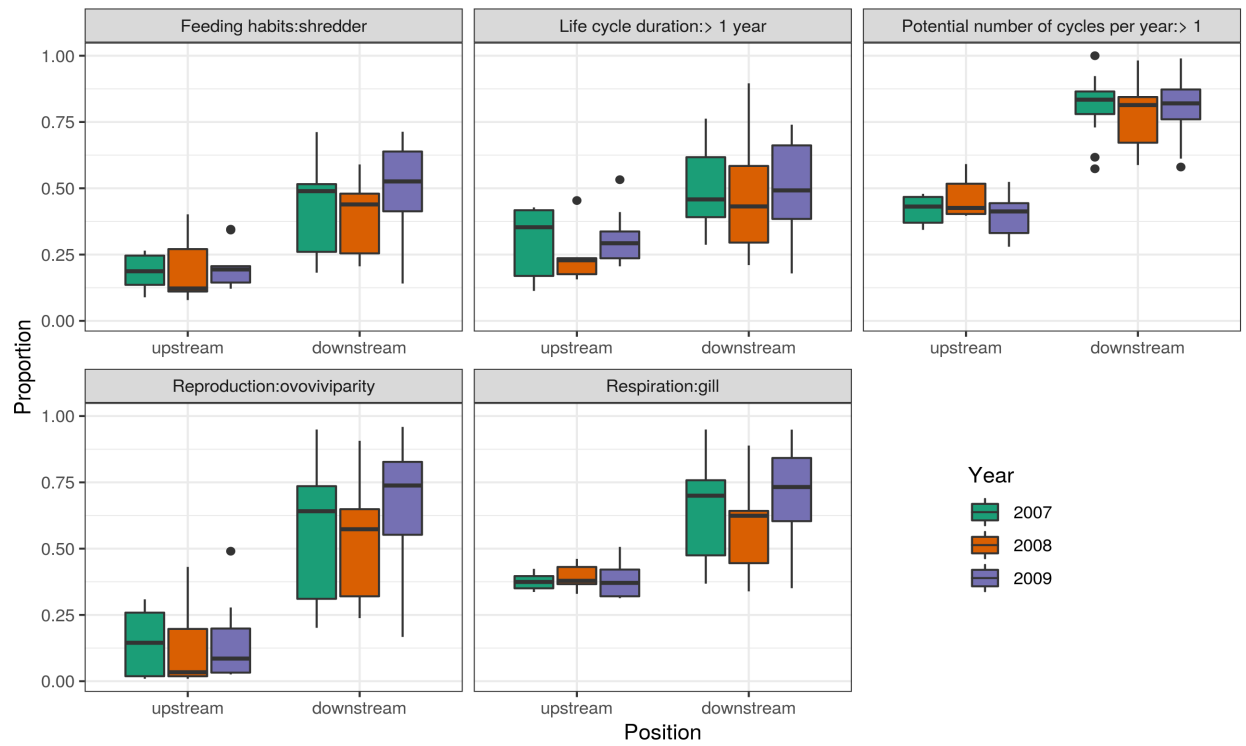 Feeding habits:shredder
Life cycle duration:> 1 year
Potential number of cycles per year:> 1
1.00
0.75
0.50
0.25
0.00
upstream
downstream
upstream
downstream
upstream
downstream
Proportion
Reproduction:ovoviviparity
Respiration:gill
1.00
0.75
0.50
0.25
0.00
upstream
downstream
upstream
downstream
Position
Year
2007
2008
2009